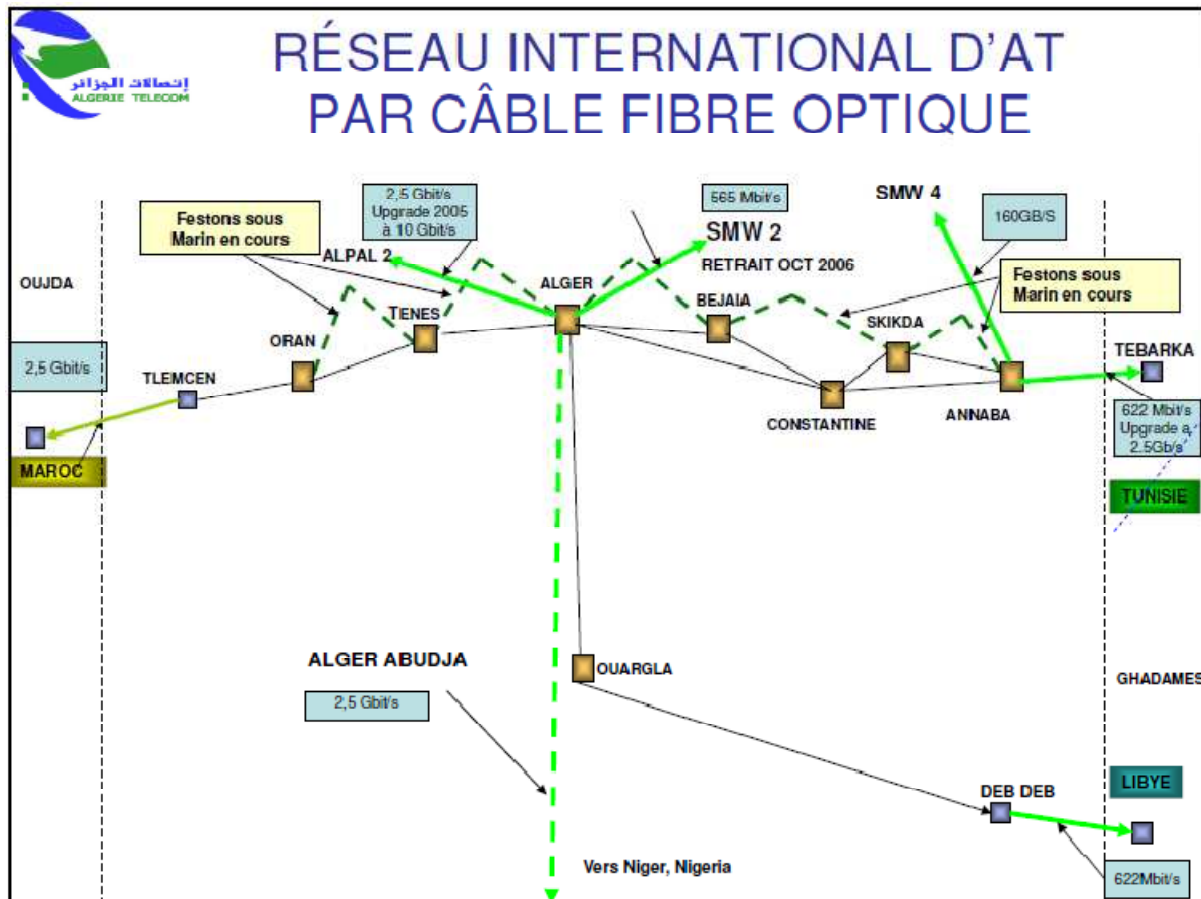 إتصالات الجزائر
ALGERIE TELECOM
RÉSEAU INTERNATIONAL D'AT
PAR CÂBLE FIBRE OPTIQUE
Festons sous
Marin en cours
2,5 Gbit/s
Upgrade 2005
à 10 Gbit/s
565 Mbit/s
SMW 4
160GB/S
ALPAL 2
SMW 2
RETRAIT OCT 2006
Festons sous
Marin en cours
OUJDA
ALGER
BEJAIA
TIENES
SKIKDA
ORAN
TEBARKA
2,5 Gbit/s
TLEMCEN
CONSTANTINE
ANNABA
622 Mbit/s
Upgrade a
2.5Gb/s
MAROC
TUNISIE
ALGER ABUDJA
2,5 Gbit/s
OUARGLA
GHADAMES
LIBYE
DEB DEB
Vers Niger, Nigeria
622Mbit/s